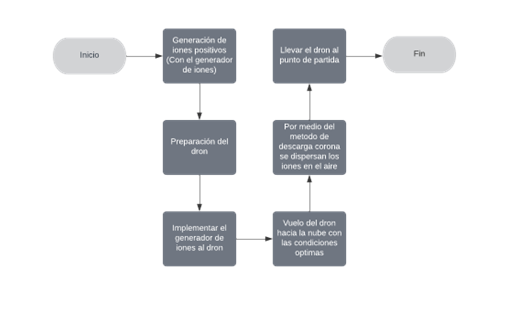 Inicio
Generación de
iones positivos
(Con el generador
de iones)
Preparación del
dron
Implementar el
generador de
iones al dron
Vuelo del dron
hacia la nube con
las condiciones
optimas
Por medio del
metodo de
descarga corona
se dispersan los
iones en el aire
Llevar el dron al
punto de partida
Fin